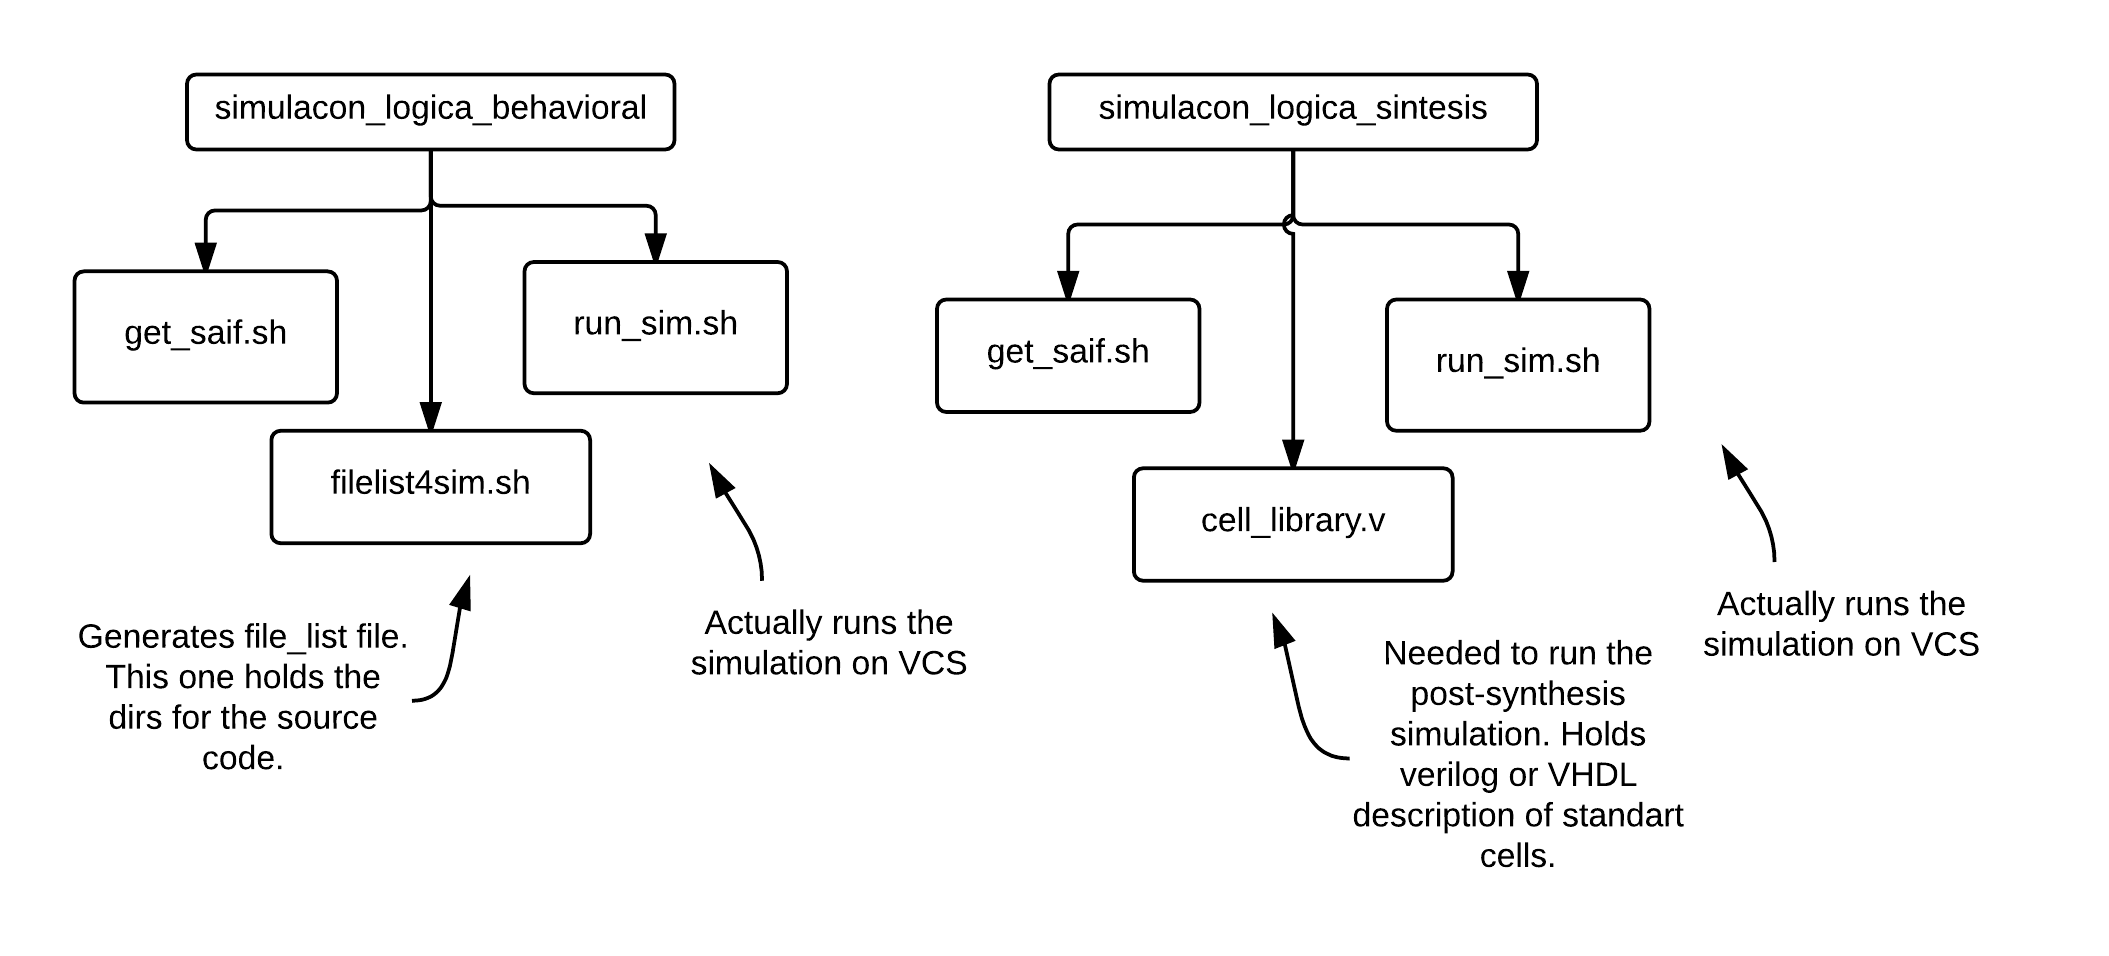 simulacon_logica_behavioral
get_saif.sh
run_sim.sh
filelist4sim.sh
Generates file_list file.
This one holds the
dirs for the source
code.
Actually runs the
simulation on VCS
simulacon_logica_sintesis
get_saif.sh
run_sim.sh
cell_library.v
Needed to run the
post-synthesis
simulation. Holds
verilog or VHDL
description of standart
cells.
Actually runs the
simulation on VCS